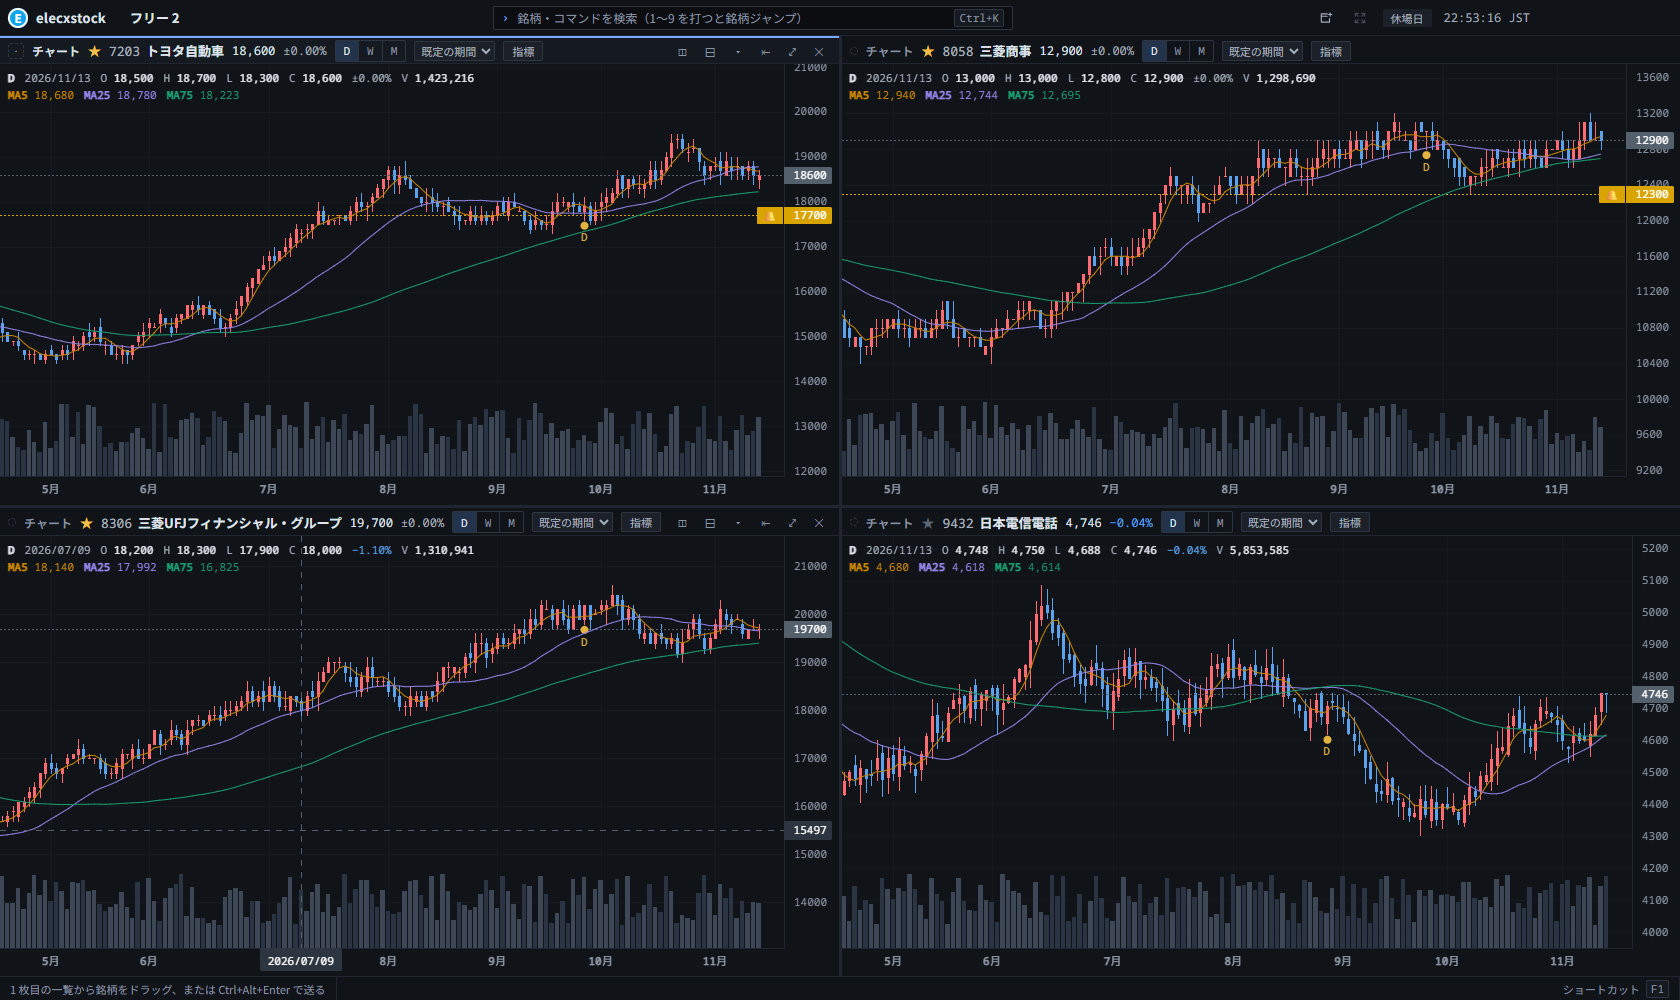 elecxstock フリー 2 › 銘柄・コマンドを検索（1〜9 を打つと銘柄ジャンプ） Ctrl+K 休場日 22:53:16 JST
チャート ★ 7203 トヨタ自動車 18,600 ±0.00% D W M 既定の期間 指標
D 2026/11/13 O 18,500 H 18,700 L 18,300 C 18,600 ±0.00% V 1,423,216
MA5 18,680 MA25 18,780 MA75 18,223
21000
20000
19000
18600
18000
17700
17000
16000
15000
14000
13000
12000
D
5月 6月 7月 8月 9月 10月 11月
チャート ★ 8058 三菱商事 12,900 ±0.00% D W M 既定の期間 指標
D 2026/11/13 O 13,000 H 13,000 L 12,800 C 12,900 ±0.00% V 1,298,690
MA5 12,940 MA25 12,744 MA75 12,695
13600
13200
12900
12800
12400
12300
12000
11600
11200
10800
10400
10000
9600
9200
D
5月 6月 7月 8月 9月 10月 11月
チャート ★ 8306 三菱UFJフィナンシャル・グループ 19,700 ±0.00% D W M 既定の期間 指標
D 2026/07/09 O 18,200 H 18,300 L 17,900 C 18,000 −1.10% V 1,310,941
MA5 18,140 MA25 17,992 MA75 16,825
21000
20000
19700
19000
18000
17000
16000
15497
15000
14000
D
5月 6月 2026/07/09 8月 9月 10月 11月
チャート ★ 9432 日本電信電話 4,746 −0.04% D W M 既定の期間 指標
D 2026/11/13 O 4,748 H 4,750 L 4,688 C 4,746 −0.04% V 5,853,585
MA5 4,680 MA25 4,618 MA75 4,614
5200
5100
5000
4900
4800
4746
4700
4600
4500
4400
4300
4200
4100
4000
D
5月 6月 7月 8月 9月 10月 11月
1 枚目の一覧から銘柄をドラッグ、または Ctrl+Alt+Enter で送る ショートカット F1